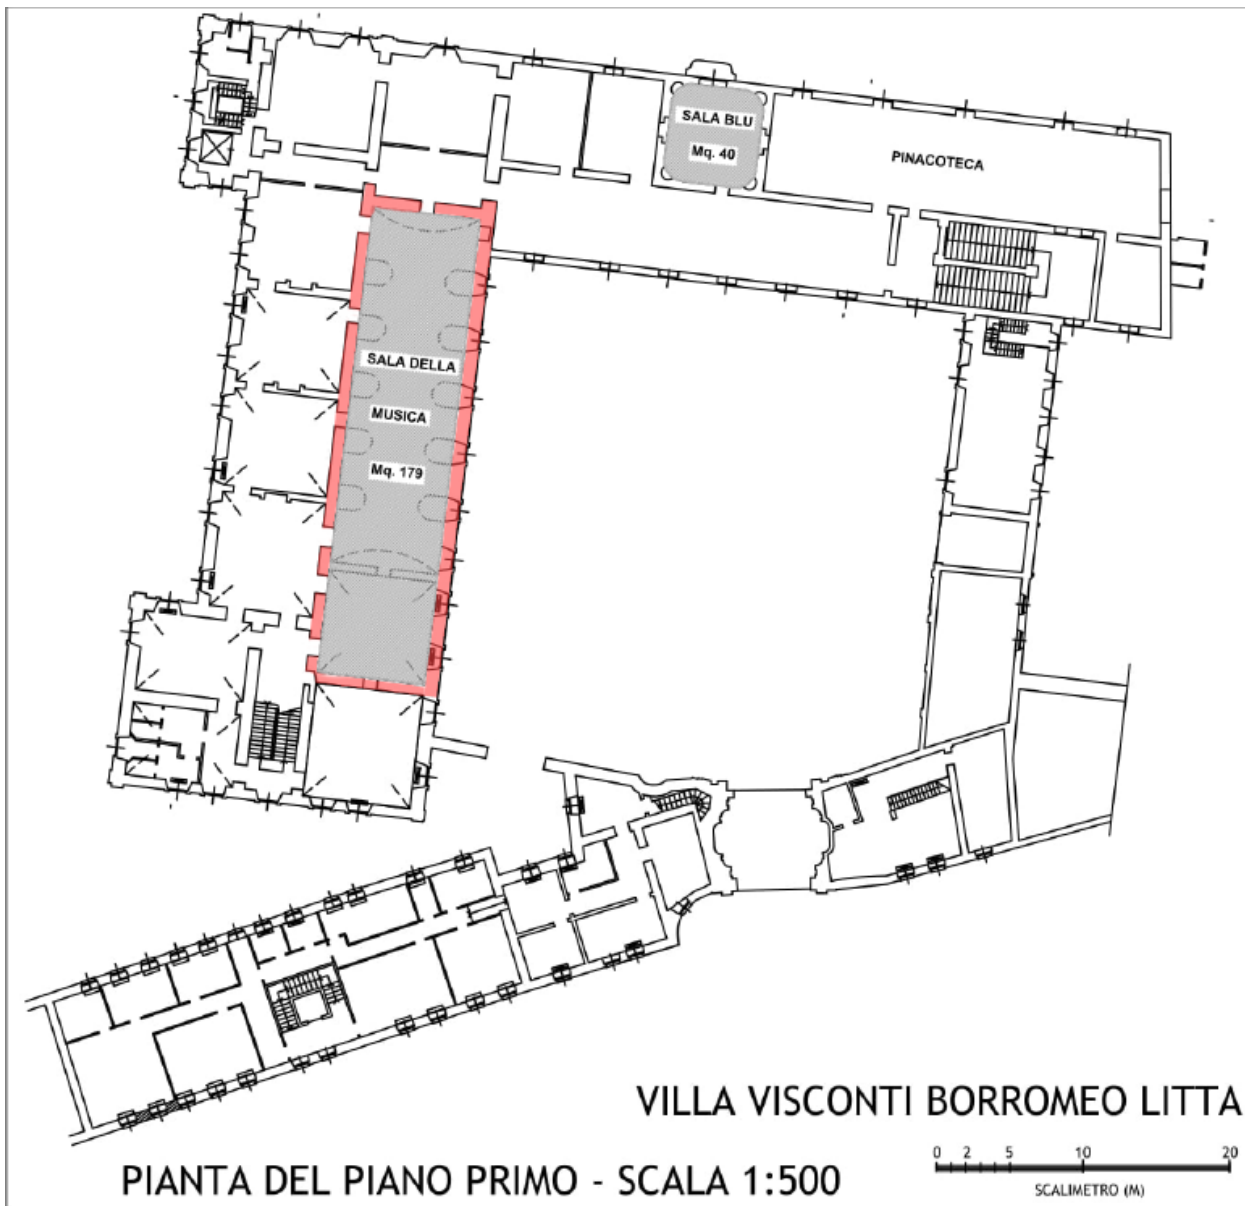 SALA BLU
Mq. 40
PINACOTECA
SALA DELLA
MUSICA
Mq. 179
VILLA VISCONTI BORROMEO LITTA
PIANTA DEL PIANO PRIMO - SCALA 1:500
0 2 5 10 20
SCALIMETRO (M)